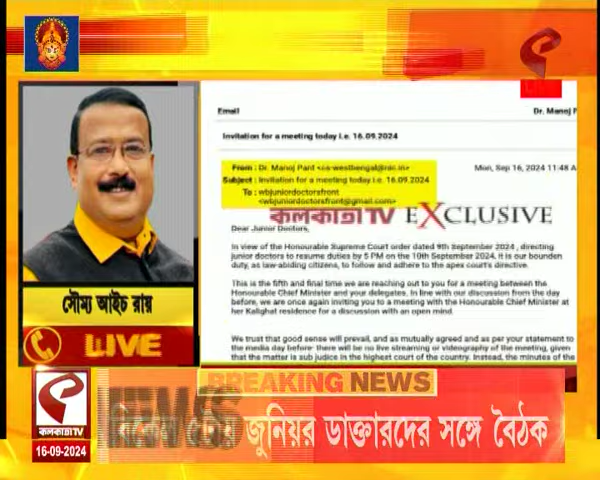 LIVE
Email
Dr. Manoj P
Invitation for a meeting today i.e. 16.09.2024
From : Dr. Manoj Pant <cs-westbengal@nic.in>
Mon, Sep 16, 2024 11:48 A
Subject : Invitation for a meeting today i.e. 16.09.2024
To : wbjuniordoctorsfront
<wbjuniordoctorsfront@gmail.com>
কলকাতা TV EXCLUSIVE
Dear Junior Doctors,
In view of the Honourable Supreme Court order dated 9th September 2024 , directing
junior doctors to resume duties by 5 PM on the 10th September 2024, it is our bounden
duty, as law-abiding citizens, to follow and adhere to the apex court's directive.
This is the fifth and final time we are reaching out to you for a meeting between the
Honourable Chief Minister and your delegates. In line with our discussion from the day
before, we are once again inviting you to a meeting with the Honourable Chief Minister at
her Kalighat residence for a discussion with an open mind.
We trust that good sense will prevail, and as mutually agreed and as per your statement to
the media day before there will be no live streaming or videography of the meeting, given
that the matter is sub judice in the highest court of the country. Instead, the minutes of the
সৌম্য আইচ রায়
LIVE
BREAKING NEWS
কলকাতা TV
16-09-2024
জুনিয়র ডাক্তারদের সঙ্গে বৈঠক